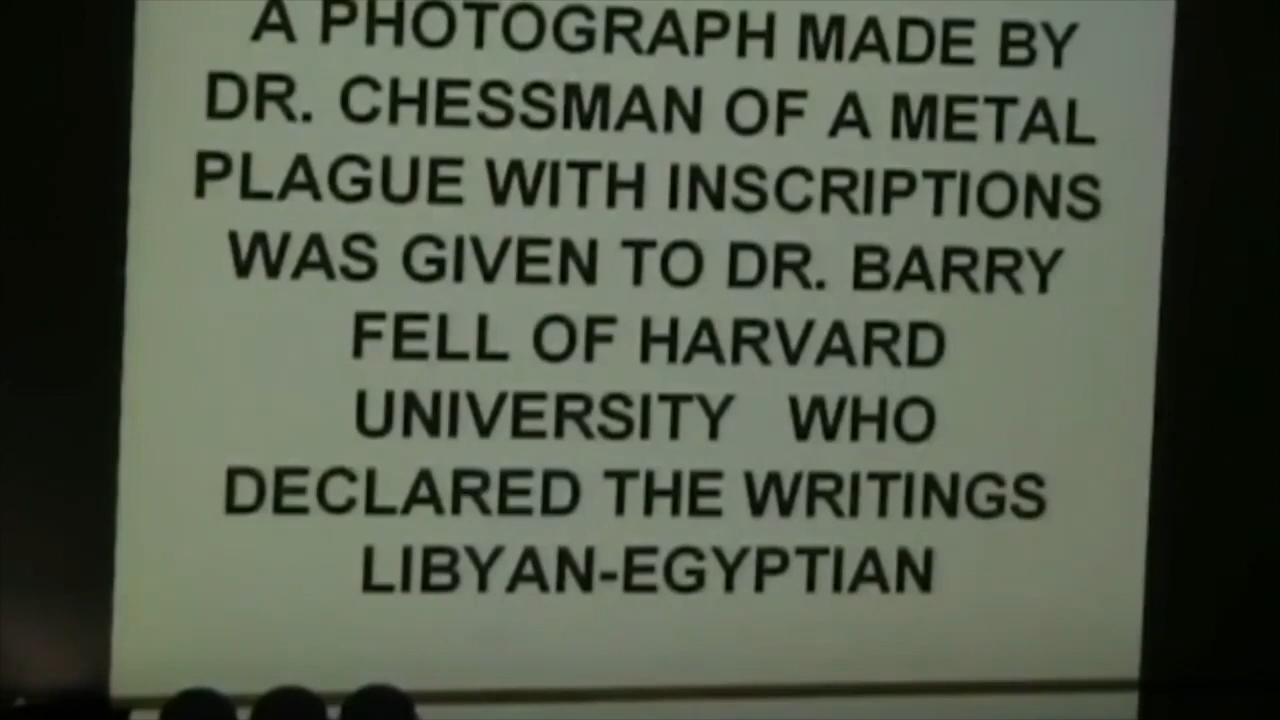 A PHOTOGRAPH MADE BY
DR. CHESSMAN OF A METAL
PLAGUE WITH INSCRIPTIONS
WAS GIVEN TO DR. BARRY
FELL OF HARVARD
UNIVERSITY WHO
DECLARED THE WRITINGS
LIBYAN-EGYPTIAN